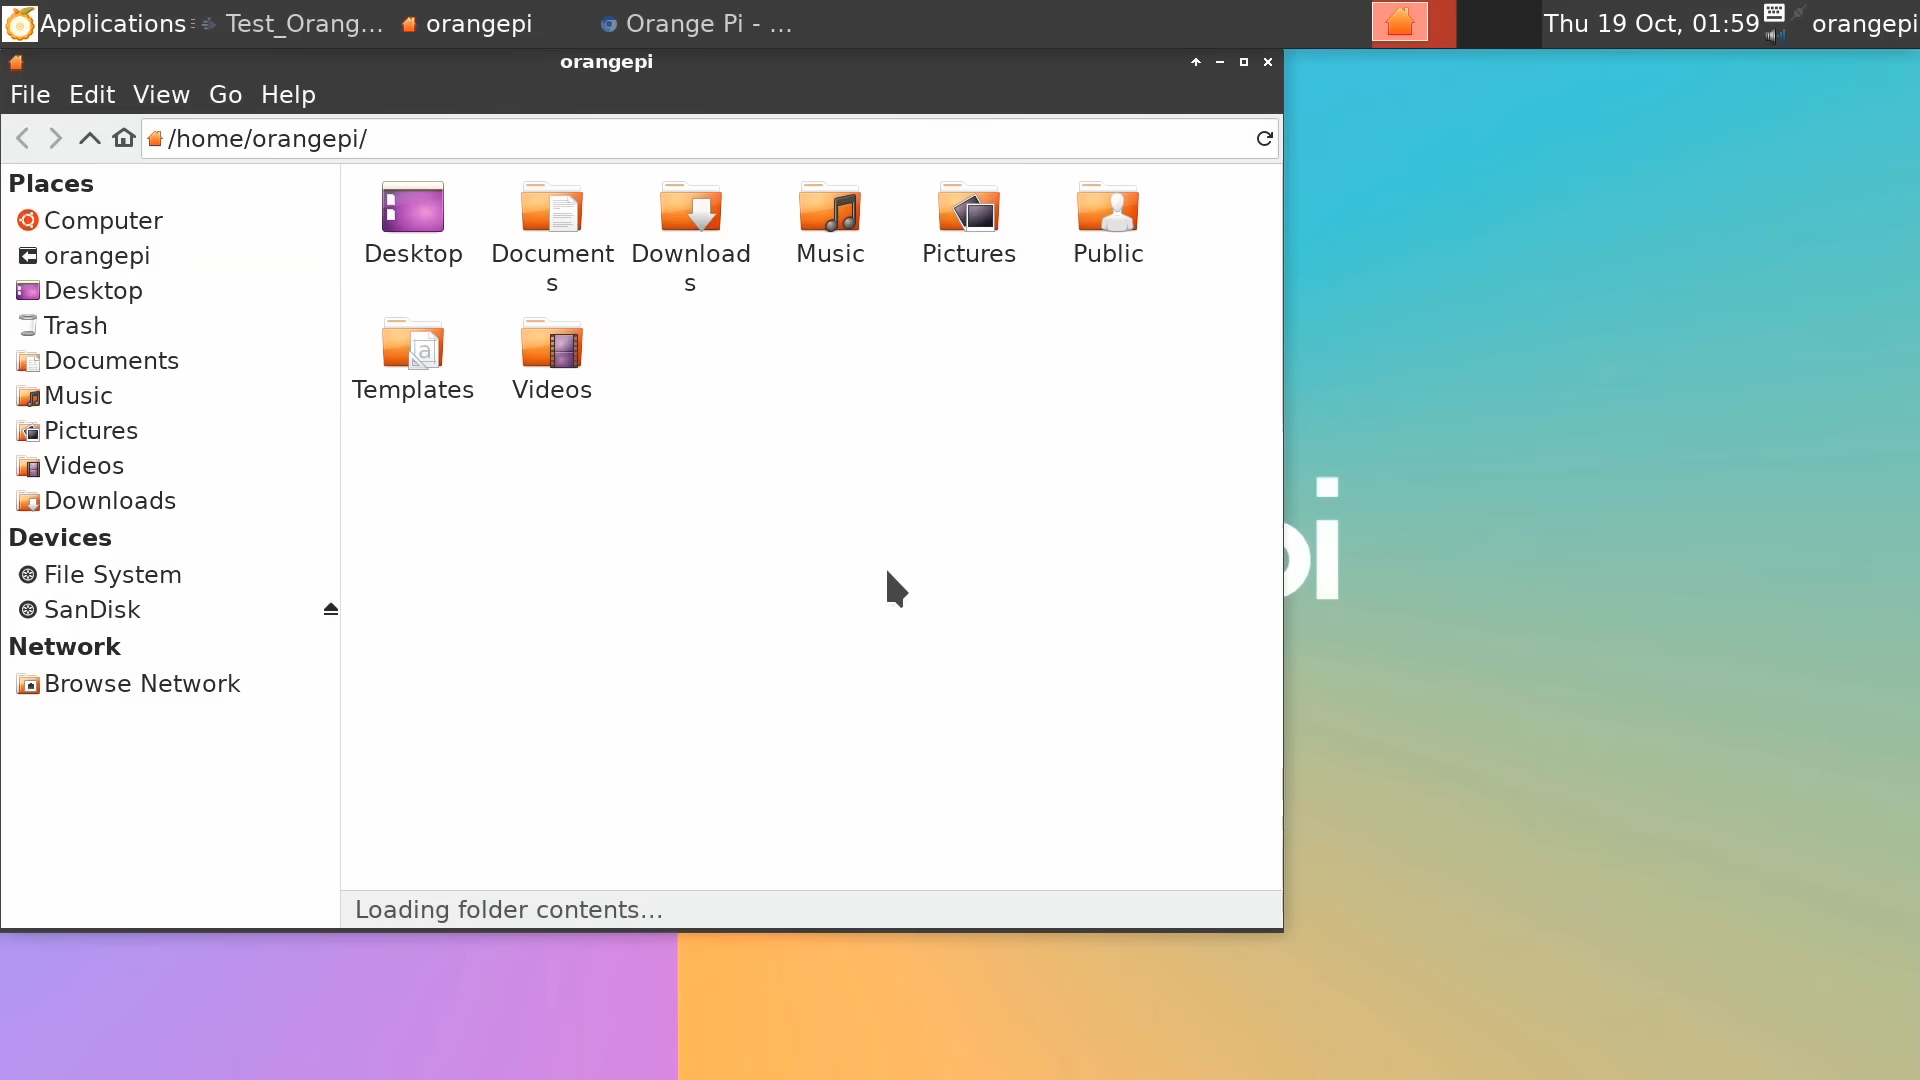 Applications Test_Orang... orangepi Orange Pi - ... Thu 19 Oct, 01:59 orangepi
orangepi
File Edit View Go Help
/home/orangepi/
Places
Computer
orangepi
Desktop
Trash
Documents
Music
Pictures
Videos
Downloads
Devices
File System
SanDisk
Network
Browse Network
Desktop
Document
s
Download
s
Music
Pictures
Public
Templates
Videos
Loading folder contents...
pi